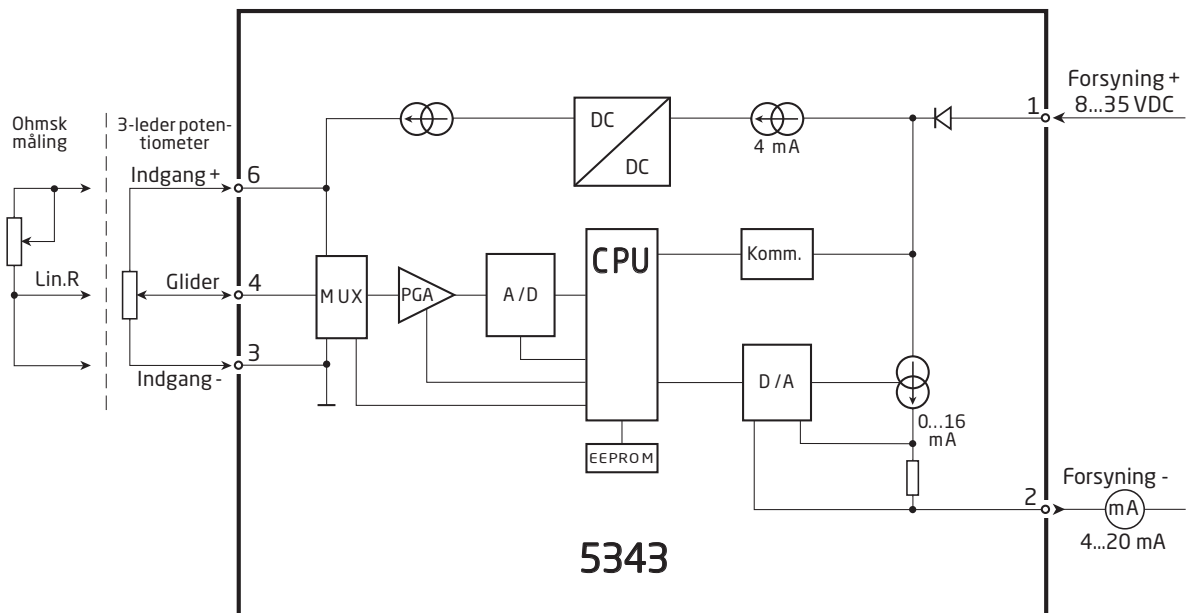 Ohmsk
måling
3-leder poten-
tiometer
Indgang +
6
Lin.R
Glider
4
3
Indgang -
MUX
PGA
A/D
CPU
EEPROM
DC
DC
4 mA
Komm.
D/A
0...16
mA
1
Forsyning +
8...35 VDC
2
Forsyning -
mA
4...20 mA
5343